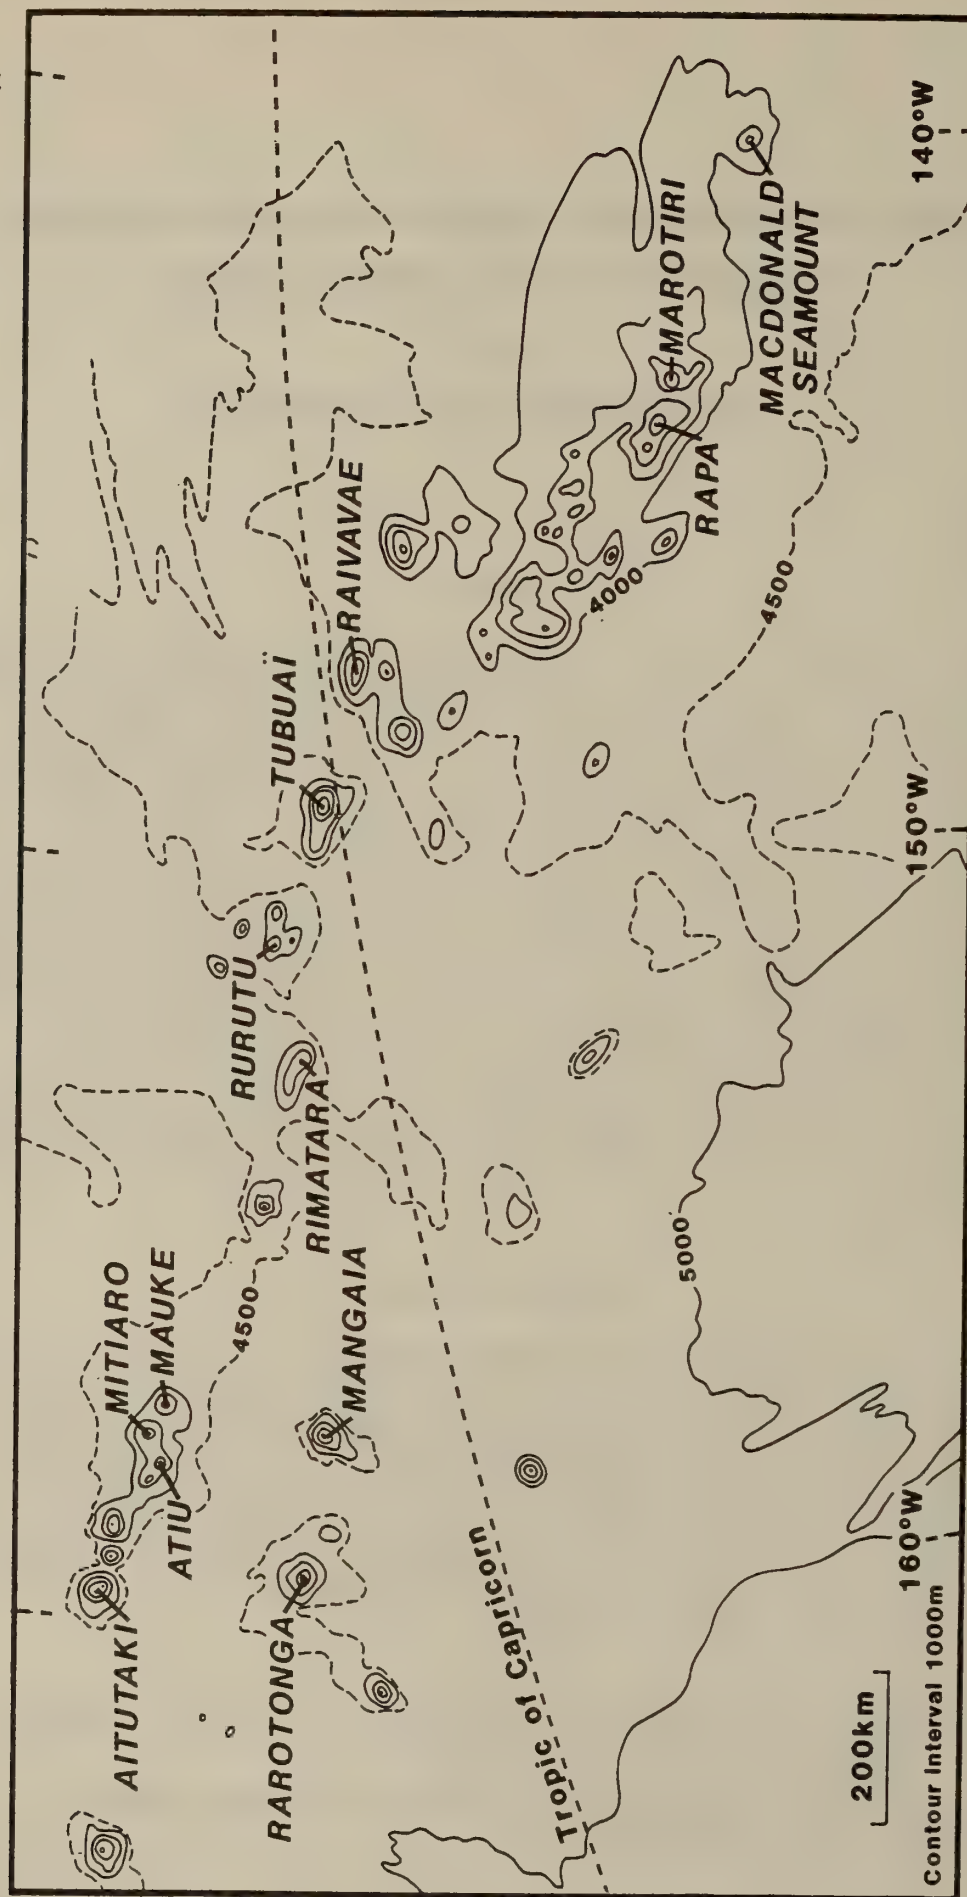 AITUTAKI
MITIARO
MAUKE
ATIU
4500
RAROTONGA
MANGAIA
RIMATARA
RURUTU
TUBUAÏ
RAIVAVAE
Tropic of Capricorn
4000
4500
5000
RAPA
MAROTIRI
MACDONALD
SEAMOUNT
200km
Contour Interval 1000m
160°W
150°W
140°W